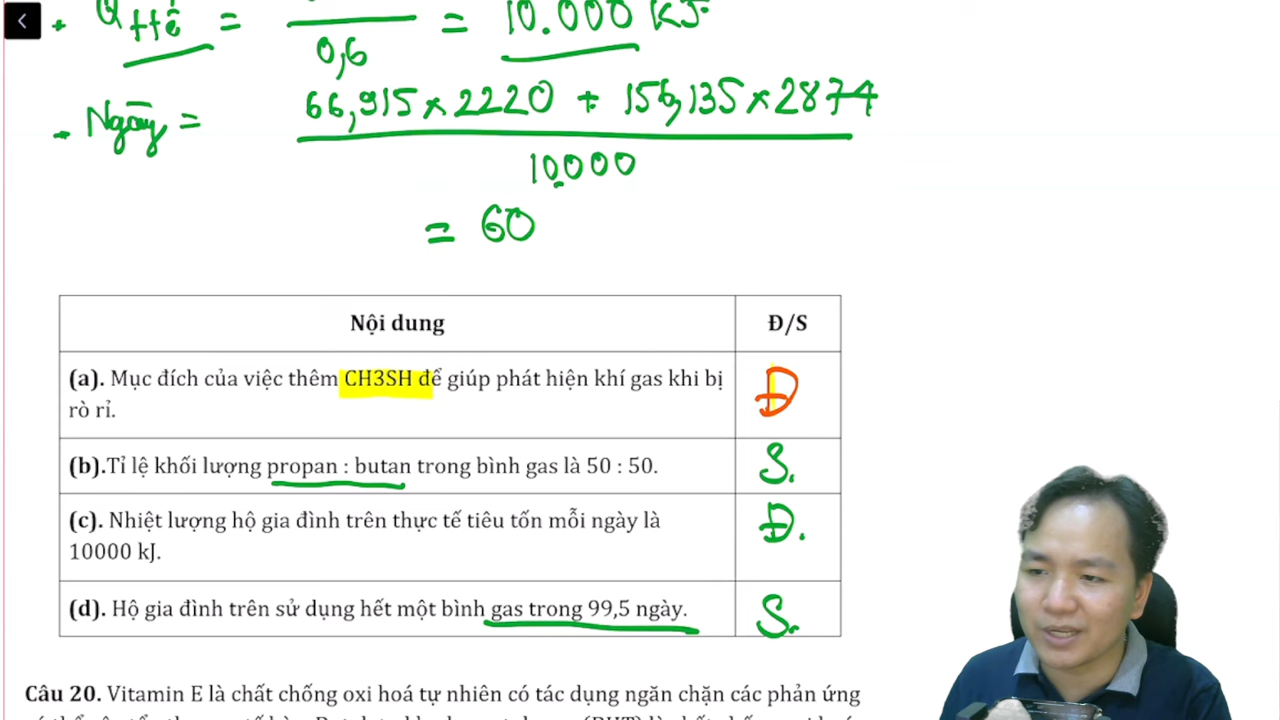 Q ttế = / 0,6 = 10.000 kJ.
Ngày = 66,915 x 2220 + 156,135 x 2874 / 10.000
= 60
Nội dung Đ/S
(a). Mục đích của việc thêm CH3SH để giúp phát hiện khí gas khi bị Đ
rò rỉ.
(b).Tỉ lệ khối lượng propan : butan trong bình gas là 50 : 50. S.
(c). Nhiệt lượng hộ gia đình trên thực tế tiêu tốn mỗi ngày là Đ.
10000 kJ.
(d). Hộ gia đình trên sử dụng hết một bình gas trong 99,5 ngày. S.
Câu 20. Vitamin E là chất chống oxi hoá tự nhiên có tác dụng ngăn chặn các phản ứng